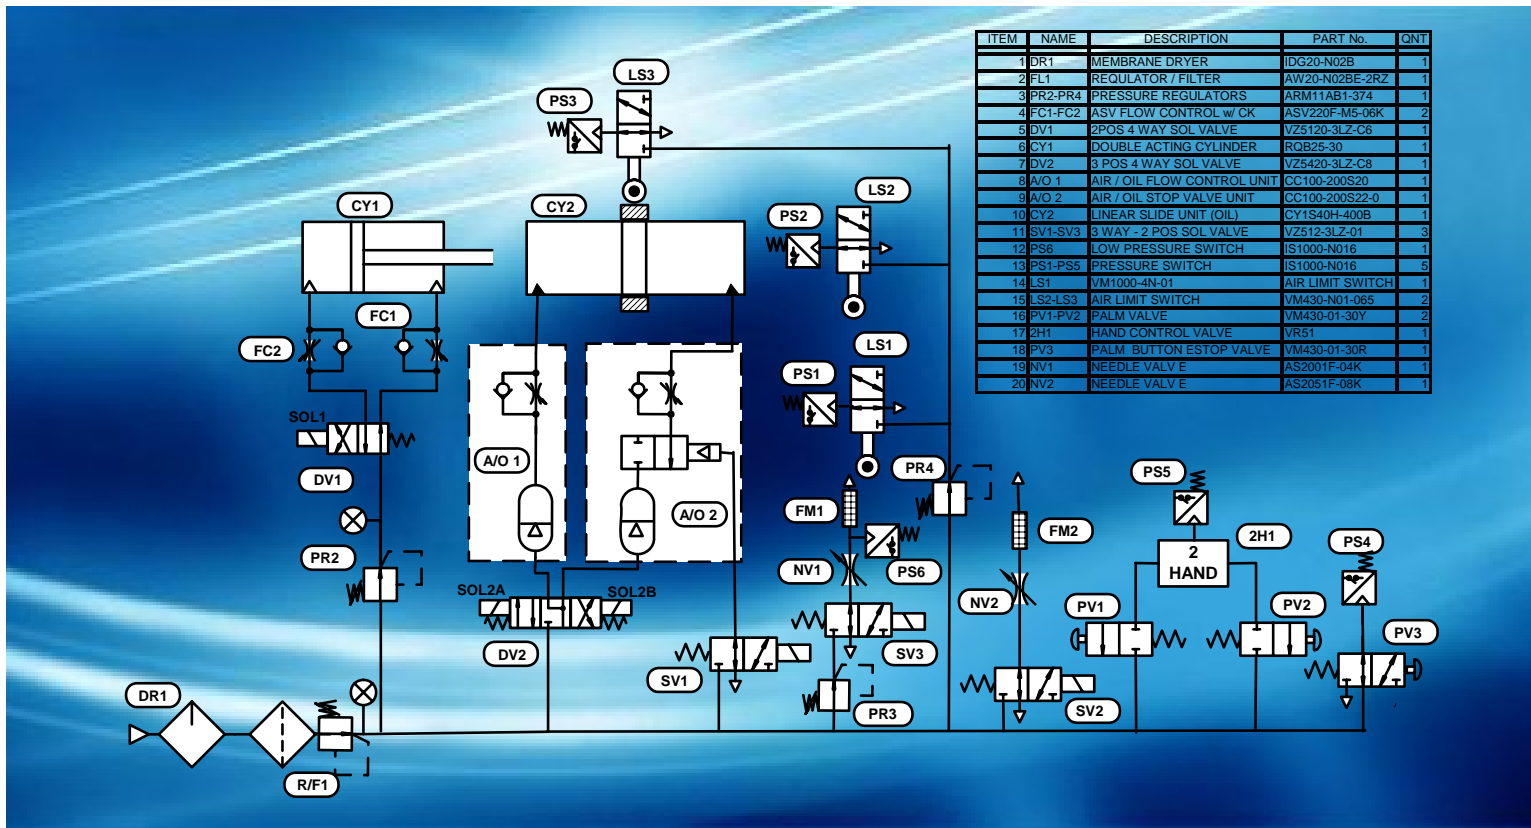 ITEM NAME DESCRIPTION PART No. QNT
1 DR1 MEMBRANE DRYER IDG20-N02B 1
2 FL1 REQULATOR / FILTER AW20-N02BE-2RZ 1
3 PR2-PR4 PRESSURE REGULATORS ARM11AB1-374 1
4 FC1-FC2 ASV FLOW CONTROL w/ CK ASV220F-M5-06K 2
5 DV1 2POS 4 WAY SOL VALVE VZ5120-3LZ-C6 1
6 CY1 DOUBLE ACTING CYLINDER RQB25-30 1
7 DV2 3 POS 4 WAY SOL VALVE VZ5420-3LZ-C8 1
8 A/O 1 AIR / OIL FLOW CONTROL UNIT CC100-200S20 1
9 A/O 2 AIR / OIL STOP VALVE UNIT CC100-200S22-0 1
10 CY2 LINEAR SLIDE UNIT (OIL) CY1S40H-400B 1
11 SV1-SV3 3 WAY - 2 POS SOL VALVE VZ512-3LZ-01 3
12 PS6 LOW PRESSURE SWITCH IS1000-N016 1
13 PS1-PS5 PRESSURE SWITCH IS1000-N016 5
14 LS1 VM1000-4N-01 AIR LIMIT SWITCH 1
15 LS2-LS3 AIR LIMIT SWITCH VM430-N01-065 2
16 PV1-PV2 PALM VALVE VM430-01-30Y 2
17 2H1 HAND CONTROL VALVE VR51 1
18 PV3 PALM BUTTON ESTOP VALVE VM430-01-30R 1
19 NV1 NEEDLE VALV E AS2001F-04K 1
20 NV2 NEEDLE VALV E AS2051F-08K 1
LS3
PS3
LS2
CY1
CY2
PS2
FC1
FC2
LS1
PS1
SOL1
A/O 1
DV1
PR4
PS5
A/O 2
FM1
FM2
2H1
PS4
PR2
2
HAND
NV1
PS6
SOL2A
SOL2B
NV2
PV1
PV2
PV3
DV2
SV3
SV1
DR1
PR3
SV2
R/F1